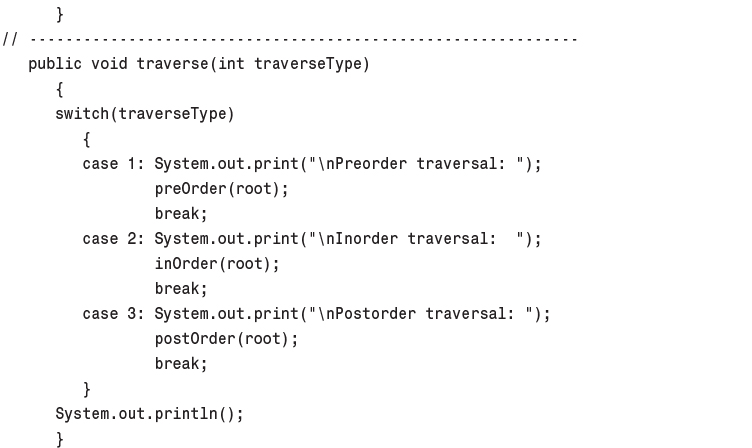 }
// -------------------------------------------------------------
   public void traverse(int traverseType)
      {
      switch(traverseType)
         {
         case 1: System.out.print("\nPreorder traversal: ");
                 preOrder(root);
                 break;
         case 2: System.out.print("\nInorder traversal:  ");
                 inOrder(root);
                 break;
         case 3: System.out.print("\nPostorder traversal: ");
                 postOrder(root);
                 break;
         }
      System.out.println();
      }